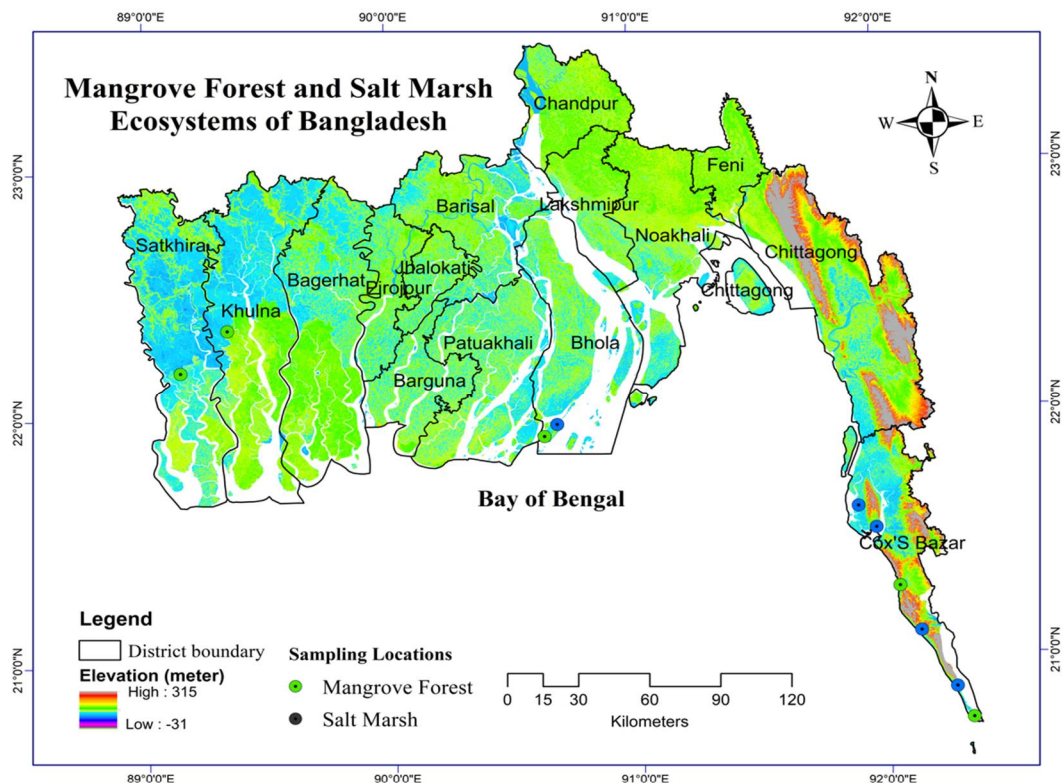 89°0'0"E 90°0'0"E 91°0'0"E 92°0'0"E
Mangrove Forest and Salt Marsh
Ecosystems of Bangladesh
N
W E
S
23°0'0"N
23°0'0"N
Chandpur
Feni
Lakshmipur
Barisal
Noakhali
Satkhira
Chittagong
Jhalokati
Bagerhat
Pirojpur
Chittagong
Khulna
Patuakhali
Bhola
Barguna
22°0'0"N
22°0'0"N
Bay of Bengal
Cox'S Bazar
Legend
District boundary
Elevation (meter)
High : 315
Low : -31
Sampling Locations
Mangrove Forest
Salt Marsh
0 15 30 60 90 120
Kilometers
21°0'0"N
21°0'0"N
89°0'0"E 90°0'0"E 91°0'0"E 92°0'0"E